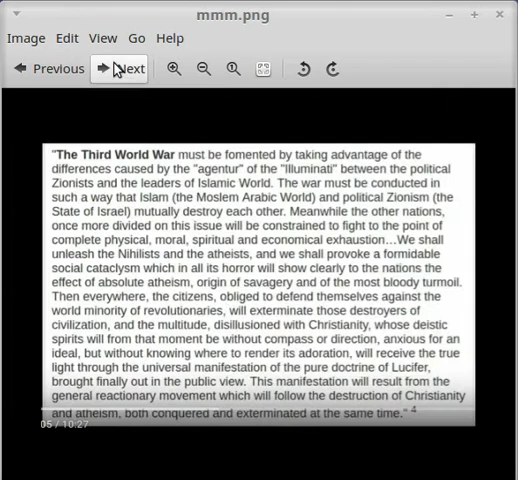 mmm.png
Image Edit View Go Help
Previous Next
"The Third World War must be fomented by taking advantage of the
differences caused by the "agentur" of the "Illuminati" between the political
Zionists and the leaders of Islamic World. The war must be conducted in
such a way that Islam (the Moslem Arabic World) and political Zionism (the
State of Israel) mutually destroy each other. Meanwhile the other nations,
once more divided on this issue will be constrained to fight to the point of
complete physical, moral, spiritual and economical exhaustion…We shall
unleash the Nihilists and the atheists, and we shall provoke a formidable
social cataclysm which in all its horror will show clearly to the nations the
effect of absolute atheism, origin of savagery and of the most bloody turmoil.
Then everywhere, the citizens, obliged to defend themselves against the
world minority of revolutionaries, will exterminate those destroyers of
civilization, and the multitude, disillusioned with Christianity, whose deistic
spirits will from that moment be without compass or direction, anxious for an
ideal, but without knowing where to render its adoration, will receive the true
light through the universal manifestation of the pure doctrine of Lucifer,
brought finally out in the public view. This manifestation will result from the
general reactionary movement which will follow the destruction of Christianity
and atheism, both conquered and exterminated at the same time." 4
05 / 10:27